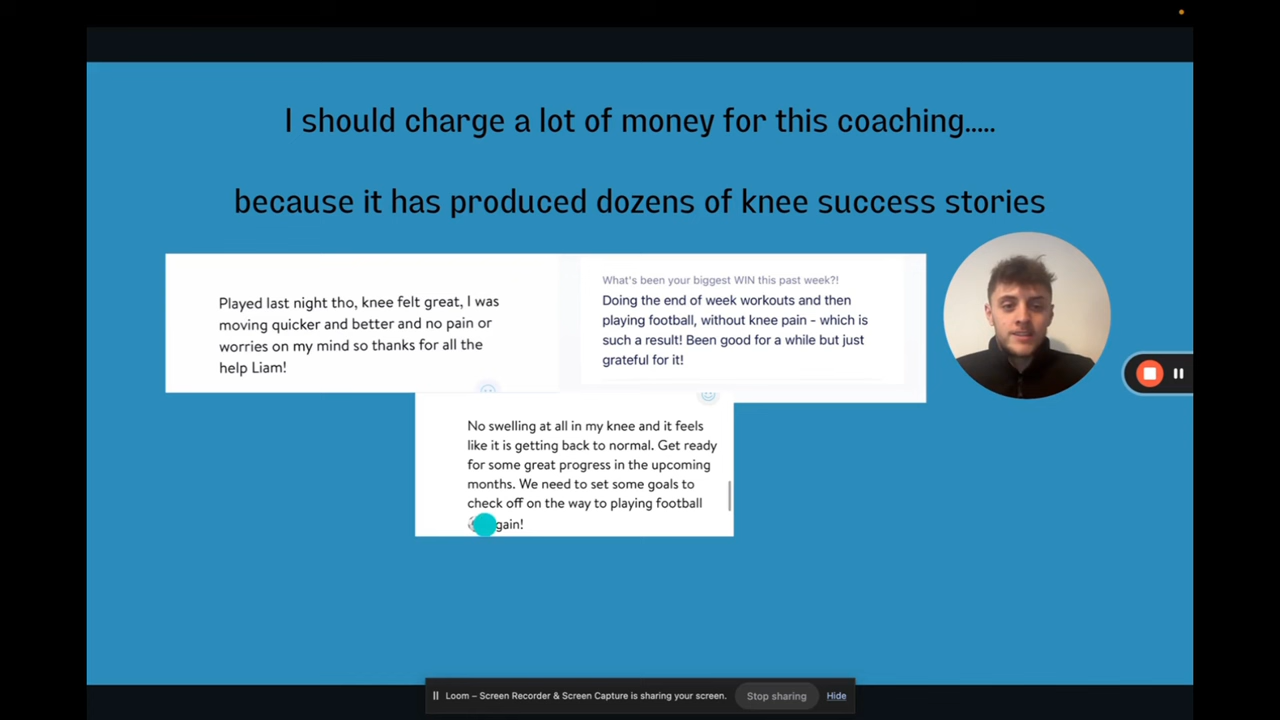 I should charge a lot of money for this coaching.....
because it has produced dozens of knee success stories
Played last night tho, knee felt great, I was
moving quicker and better and no pain or
worries on my mind so thanks for all the
help Liam!
What's been your biggest WIN this past week?!
Doing the end of week workouts and then
playing football, without knee pain - which is
such a result! Been good for a while but just
grateful for it!
No swelling at all in my knee and it feels
like it is getting back to normal. Get ready
for some great progress in the upcoming
months. We need to set some goals to
check off on the way to playing football
gain!
Loom – Screen Recorder & Screen Capture is sharing your screen.
Stop sharing
Hide